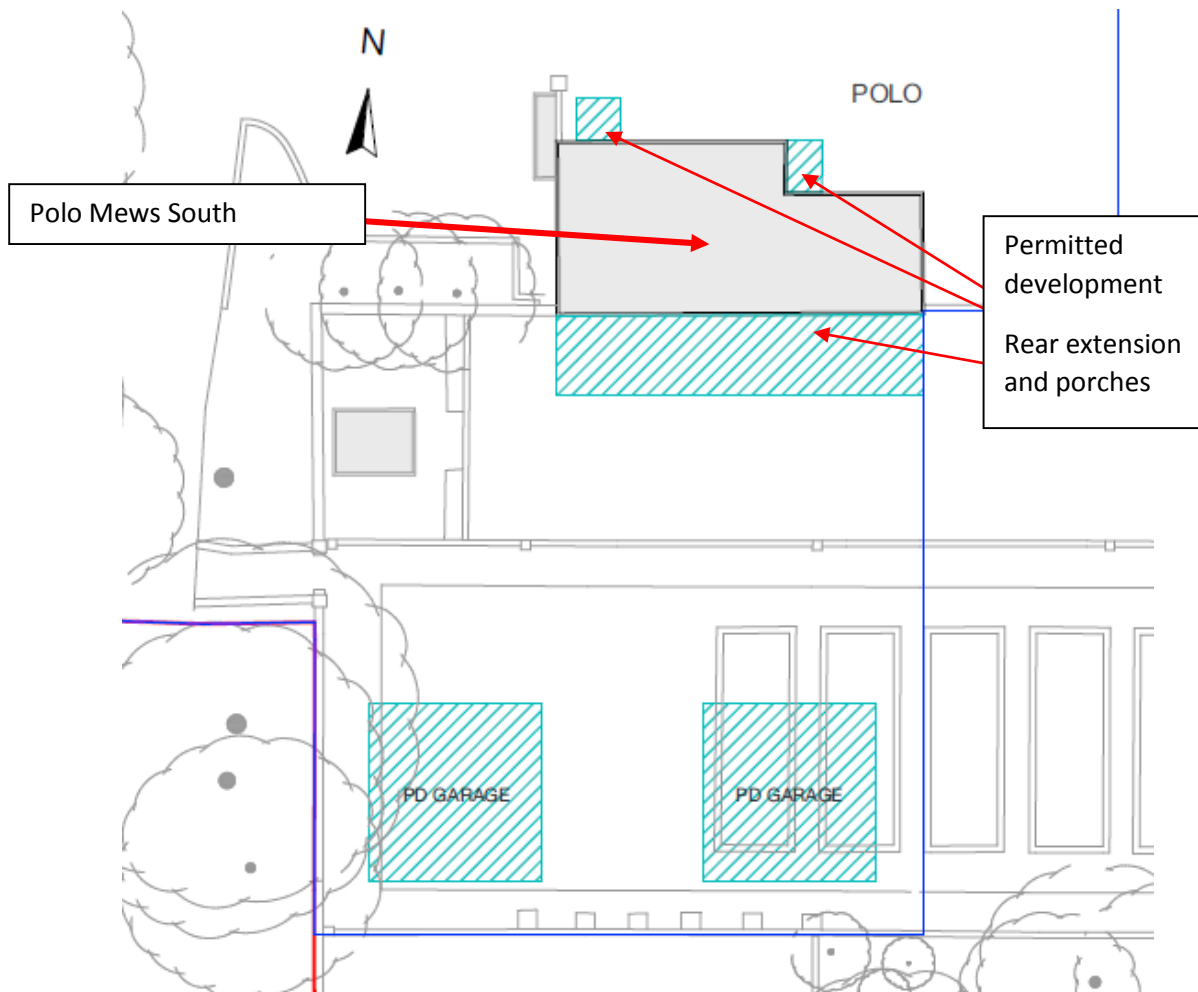 N
POLO
Polo Mews South
Permitted
development
Rear extension
and porches
PD GARAGE
PD GARAGE